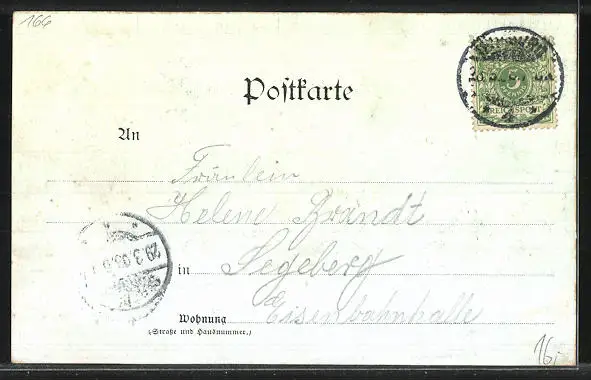 166
Postkarte
REICHSPOST
An
Fräulein
Helene Brandt
in Segeberg
Wohnung Eisenbahnhalle
(Straße und Hausnummer.)
16,